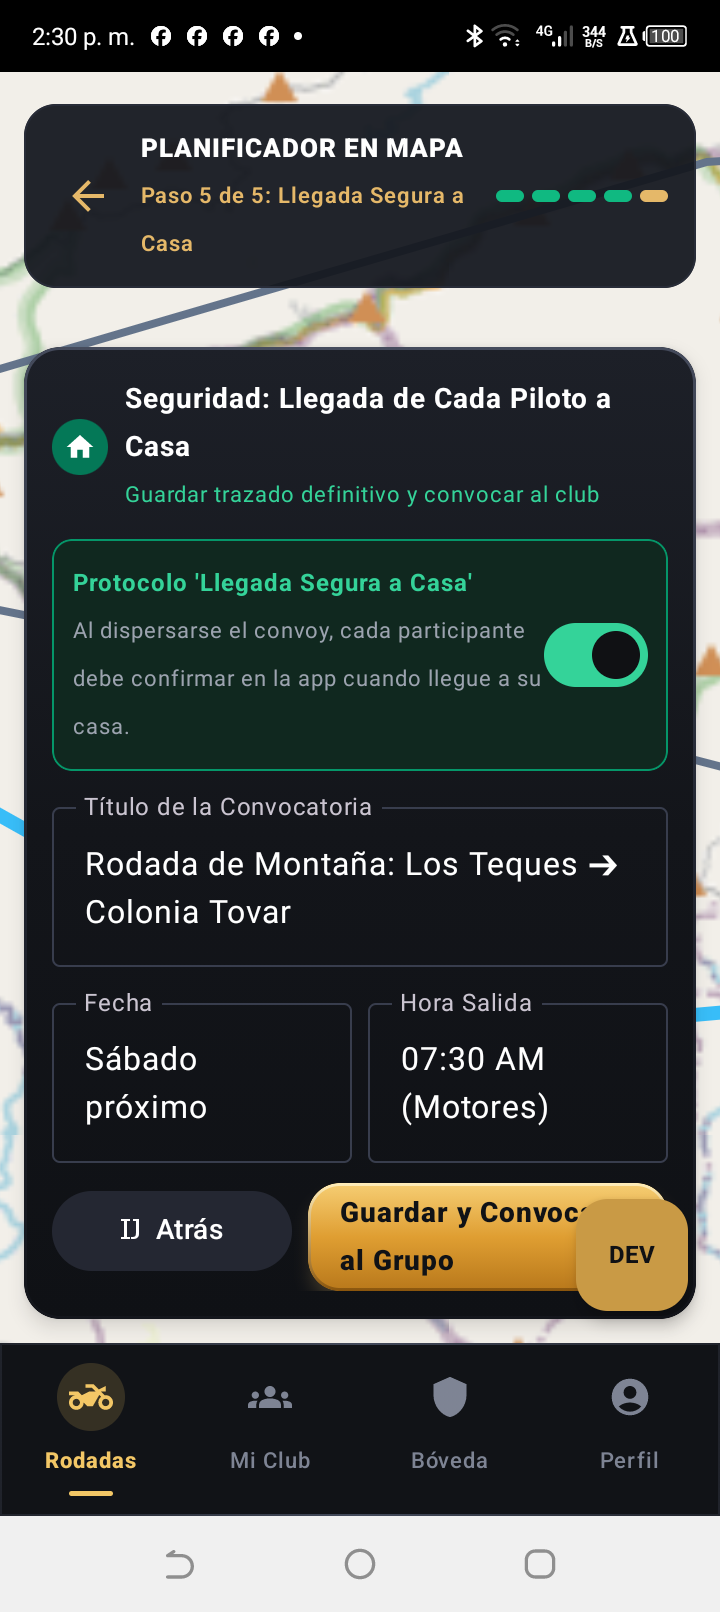 2:30 p. m.
4G
344
B/S
100
PLANIFICADOR EN MAPA
Paso 5 de 5: Llegada Segura a
Casa
Seguridad: Llegada de Cada Piloto a
Casa
Guardar trazado definitivo y convocar al club
Protocolo 'Llegada Segura a Casa'
Al dispersarse el convoy, cada participante
debe confirmar en la app cuando llegue a su
casa.
Título de la Convocatoria
Rodada de Montaña: Los Teques ➔
Colonia Tovar
Fecha
Sábado
próximo
Hora Salida
07:30 AM
(Motores)
Atrás
Guardar y Convoc
al Grupo
DEV
Rodadas
Mi Club
Bóveda
Perfil